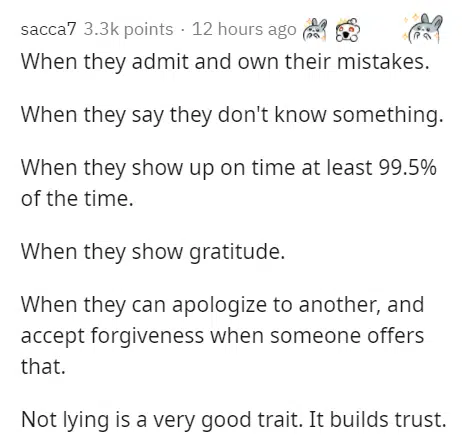 sacca7 3.3k points · 12 hours ago
When they admit and own their mistakes.
When they say they don't know something.
When they show up on time at least 99.5%
of the time.
When they show gratitude.
When they can apologize to another, and
accept forgiveness when someone offers
that.
Not lying is a very good trait. It builds trust.